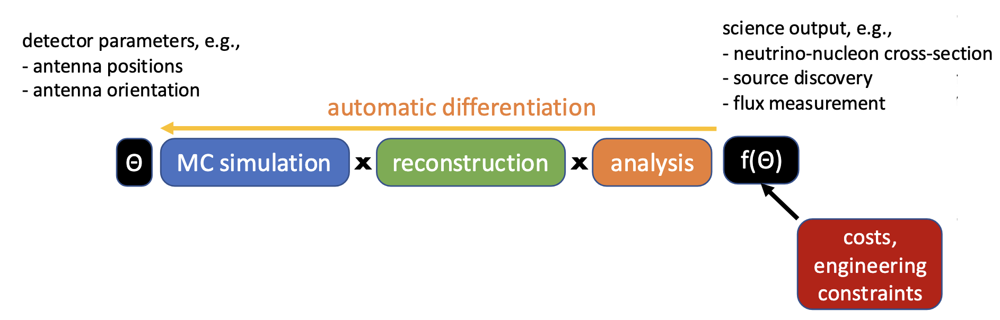 detector parameters, e.g.,
- antenna positions
- antenna orientation
science output, e.g.,
- neutrino-nucleon cross-section
- source discovery
- flux measurement
automatic differentiation
Θ
MC simulation
x
reconstruction
x
analysis
f(Θ)
costs,
engineering
constraints